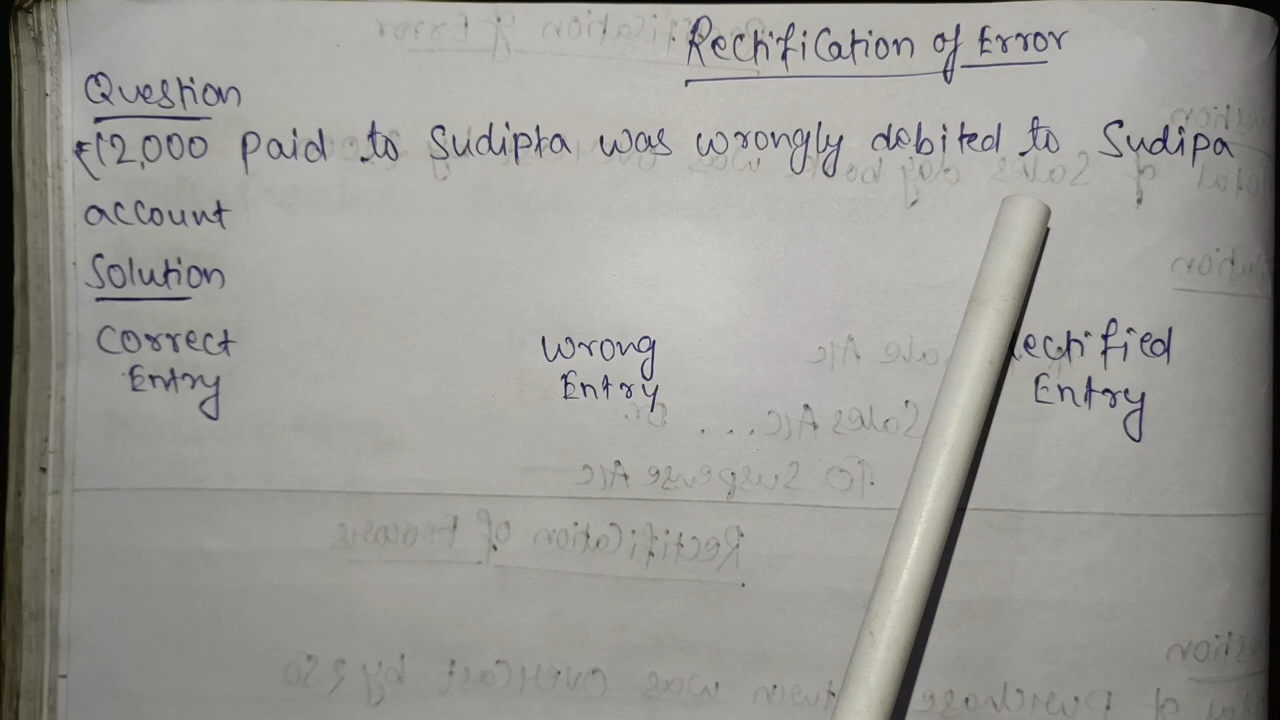 Rectification of Error
Question
₹12,000 paid to Sudipta was wrongly debited to Sudipa
account
Solution
Correct Entry
Wrong Entry
Rectified Entry